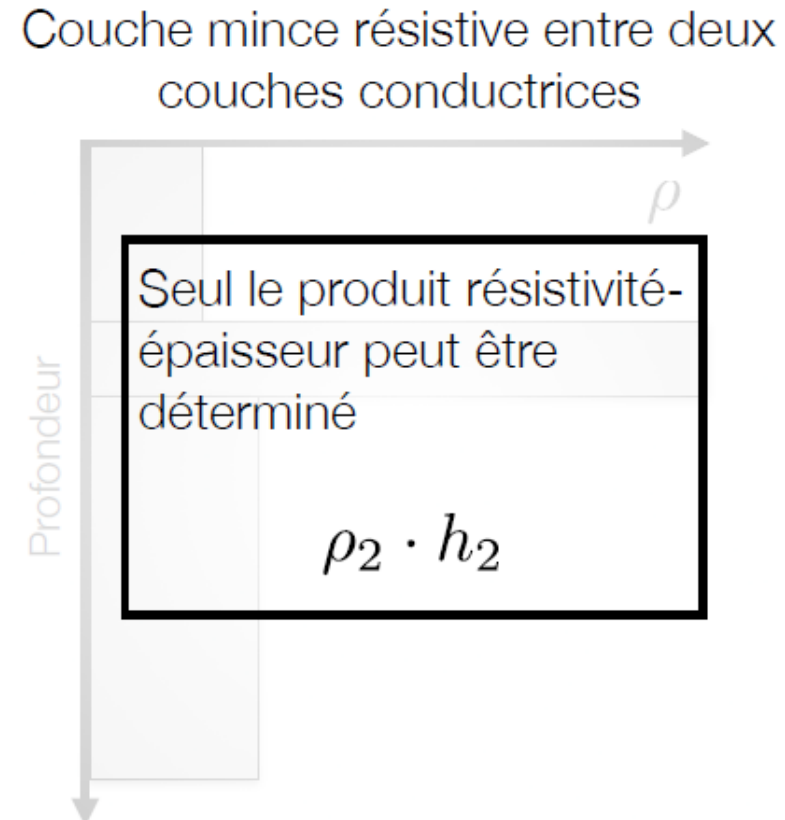 Couche mince résistive entre deux
couches conductrices
ρ
Seul le produit résistivité-
épaisseur peut être
déterminé
ρ₂ · h₂
Profondeur